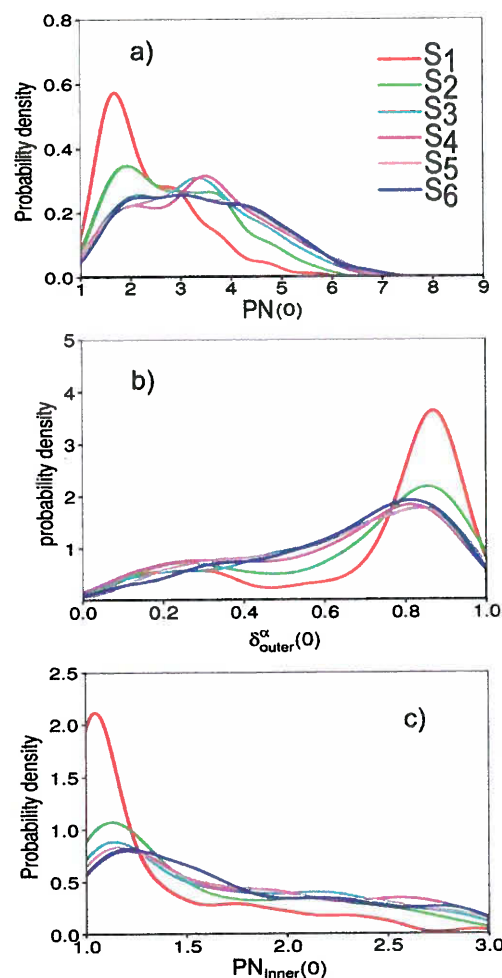 0.8
a)
S1
S2
S3
S4
S5
S6
0.6
0.4
0.2
0.0
Probability density
1 2 3 4 5 6 7 8 9
PN(0)
5
b)
4
3
2
1
probability density
0.0 0.2 0.4 0.6 0.8 1.0
δα outer(0)
2.5
c)
2.0
1.5
1.0
0.5
0.0
Probability density
1.0 1.5 2.0 2.5 3.0
PNInner(0)